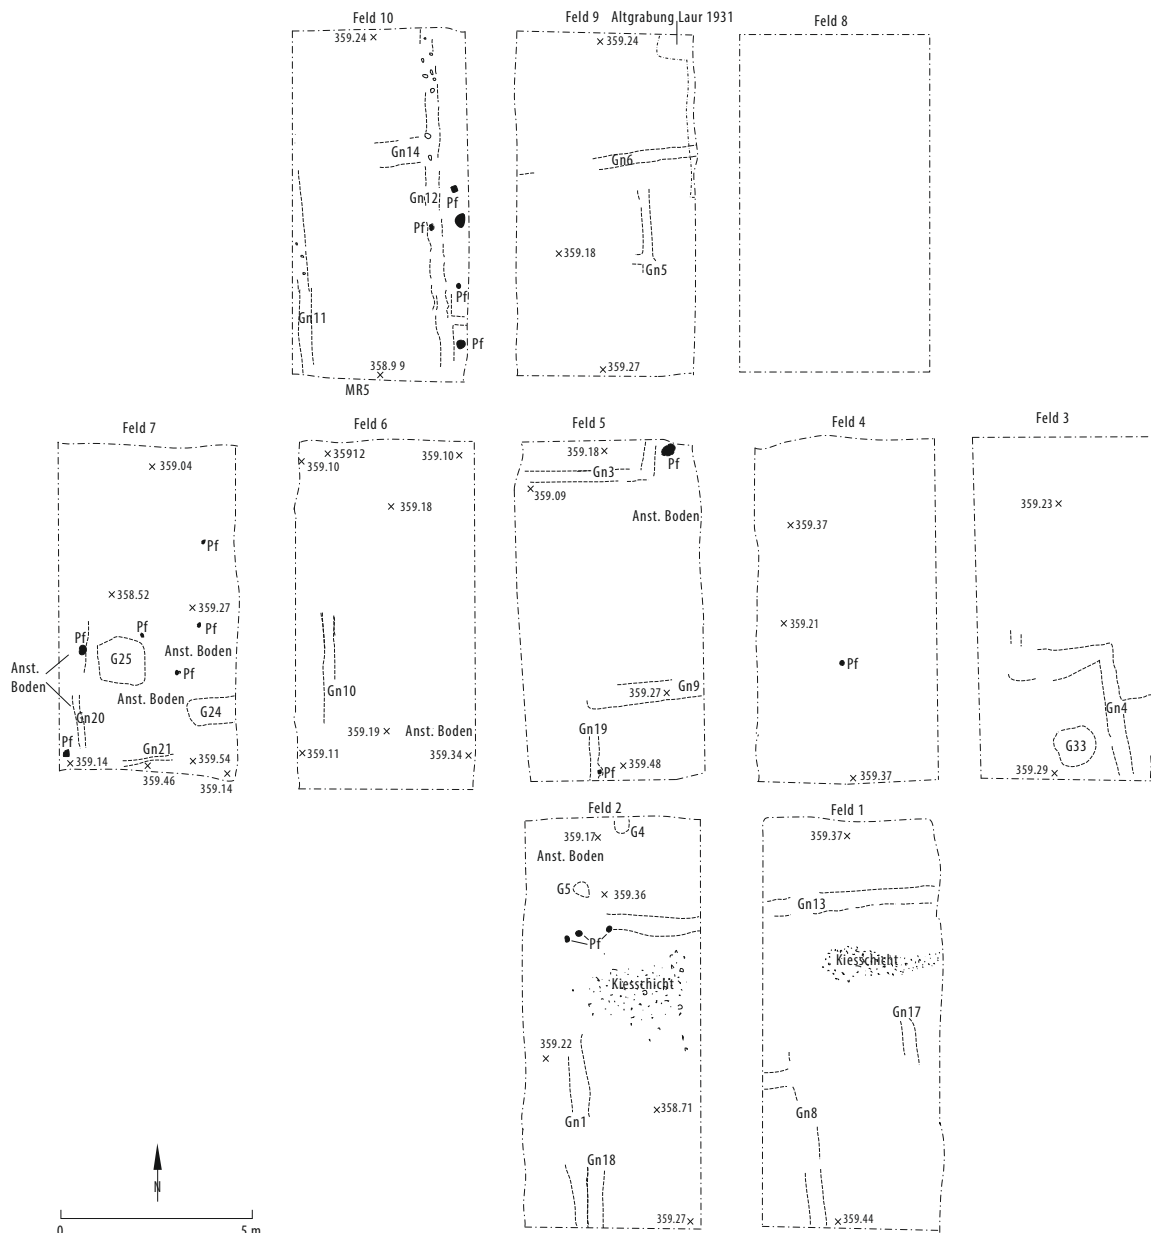 Feld 10
Feld 9
Altgrabung Laur 1931
Feld 8
359.24
359.24
Gn14
Gn6
Gn12
Pf
Pf
359.18
Gn5
Pf
Gn11
Pf
358.9 9
359.27
MR5
Feld 7
Feld 6
Feld 5
Feld 4
Feld 3
359.04
35912
359.10
359.10
359.18
359.18
Gn3
Pf
359.09
Anst. Boden
359.37
359.23
Pf
358.52
359.27
359.21
Pf
Pf
Pf
Anst. Boden
G25
Pf
Anst.
Boden
Anst. Boden
G24
Gn20
Pf
Gn21
359.14
359.54
359.46
359.14
Gn10
359.19
Anst. Boden
359.11
359.34
359.27
Gn9
Gn19
359.48
Pf
Pf
359.37
Gn4
G33
359.29
Feld 2
Feld 1
359.17
G4
Anst. Boden
G5
359.36
Pf
Kiesschicht
359.22
358.71
Gn1
Gn18
359.27
359.37
Gn13
Kiesschicht
Gn17
Gn8
359.44
N
0
5 m